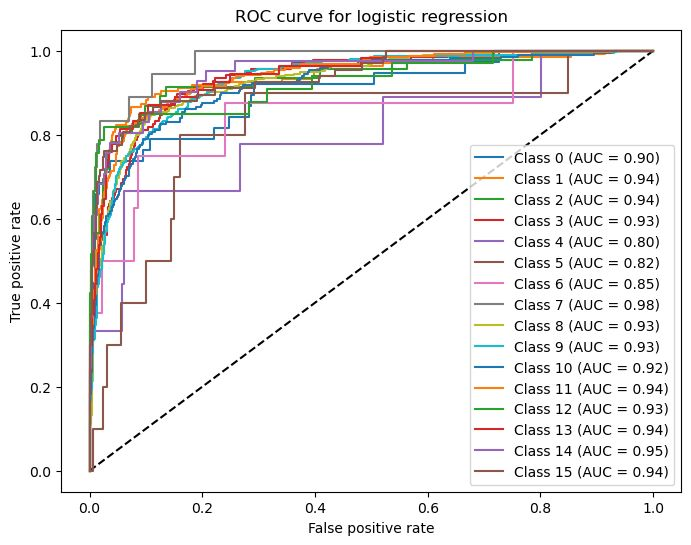 ROC curve for logistic regression
True positive rate
1.0
0.8
0.6
0.4
0.2
0.0
Class 0 (AUC = 0.90)
Class 1 (AUC = 0.94)
Class 2 (AUC = 0.94)
Class 3 (AUC = 0.93)
Class 4 (AUC = 0.80)
Class 5 (AUC = 0.82)
Class 6 (AUC = 0.85)
Class 7 (AUC = 0.98)
Class 8 (AUC = 0.93)
Class 9 (AUC = 0.93)
Class 10 (AUC = 0.92)
Class 11 (AUC = 0.94)
Class 12 (AUC = 0.93)
Class 13 (AUC = 0.94)
Class 14 (AUC = 0.95)
Class 15 (AUC = 0.94)
0.0 0.2 0.4 0.6 0.8 1.0
False positive rate